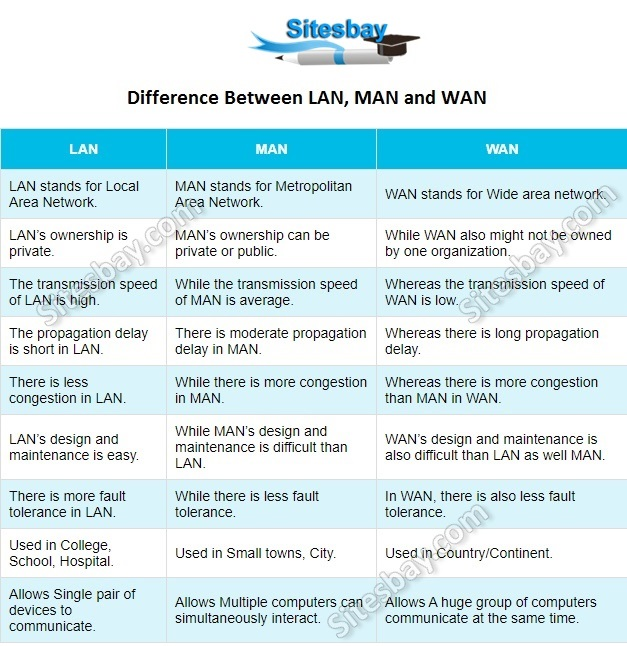 Sitesbay
Difference Between LAN, MAN and WAN
LAN
MAN
WAN
LAN stands for Local
Area Network.
MAN stands for Metropolitan
Area Network.
WAN stands for Wide area network.
LAN's ownership is
private.
MAN's ownership can be
private or public.
While WAN also might not be owned
by one organization.
The transmission speed
of LAN is high.
While the transmission speed
of MAN is average.
Whereas the transmission speed of
WAN is low.
The propagation delay
is short in LAN.
There is moderate propagation
delay in MAN.
Whereas there is long propagation
delay.
There is less
congestion in LAN.
While there is more congestion
in MAN.
Whereas there is more congestion
than MAN in WAN.
LAN's design and
maintenance is easy.
While MAN's design and
maintenance is difficult than
LAN.
WAN's design and maintenance is
also difficult than LAN as well MAN.
There is more fault
tolerance in LAN.
While there is less fault
tolerance.
In WAN, there is also less fault
tolerance.
Used in College,
School, Hospital.
Used in Small towns, City.
Used in Country/Continent.
Allows Single pair of
devices to
communicate.
Allows Multiple computers can
simultaneously interact.
Allows A huge group of computers
communicate at the same time.
Sitesbay.com
Sitesbay.com
Sitesbay.com